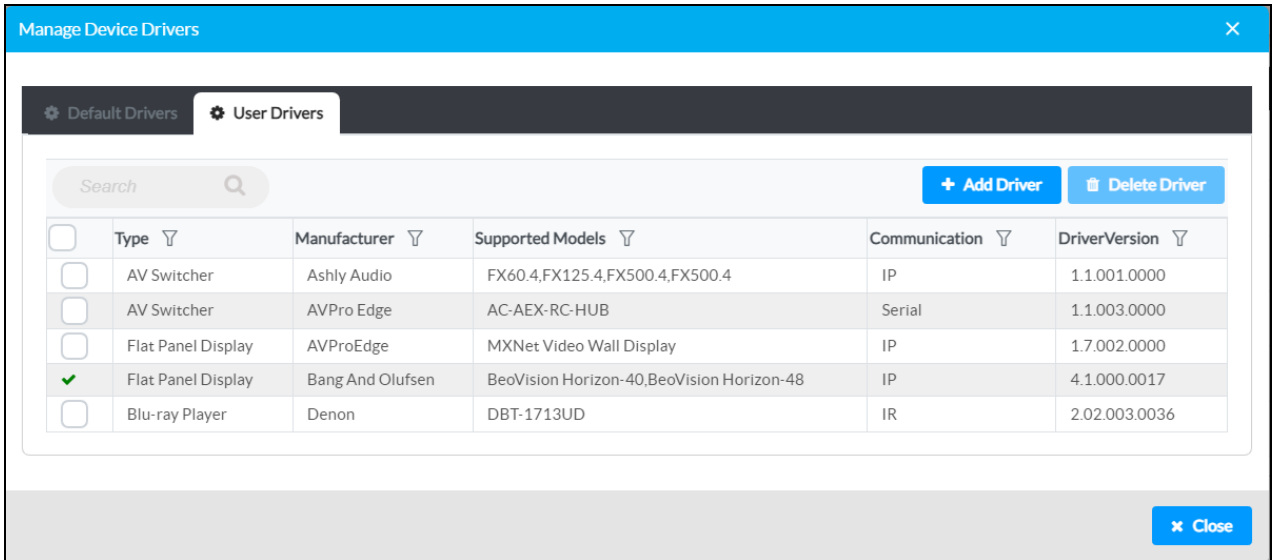 Manage Device Drivers
Default Drivers User Drivers
Search Add Driver Delete Driver
Type Manufacturer Supported Models Communication DriverVersion
AV Switcher Ashly Audio FX60.4,FX125.4,FX500.4,FX500.4 IP 1.1.001.0000
AV Switcher AVPro Edge AC-AEX-RC-HUB Serial 1.1.003.0000
Flat Panel Display AVProEdge MXNet Video Wall Display IP 1.7.002.0000
Flat Panel Display Bang And Olufsen BeoVision Horizon-40,BeoVision Horizon-48 IP 4.1.000.0017
Blu-ray Player Denon DBT-1713UD IR 2.02.003.0036
Close